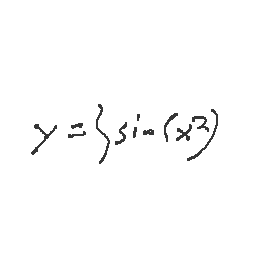 y = } sin(x²)